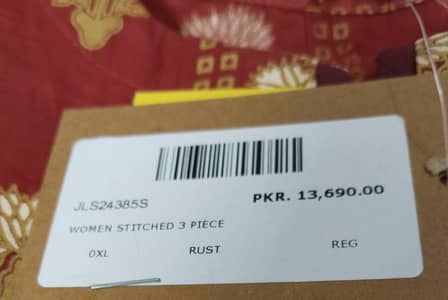 JLS24385S PKR. 13,690.00
WOMEN STITCHED 3 PIECE
0XL RUST REG